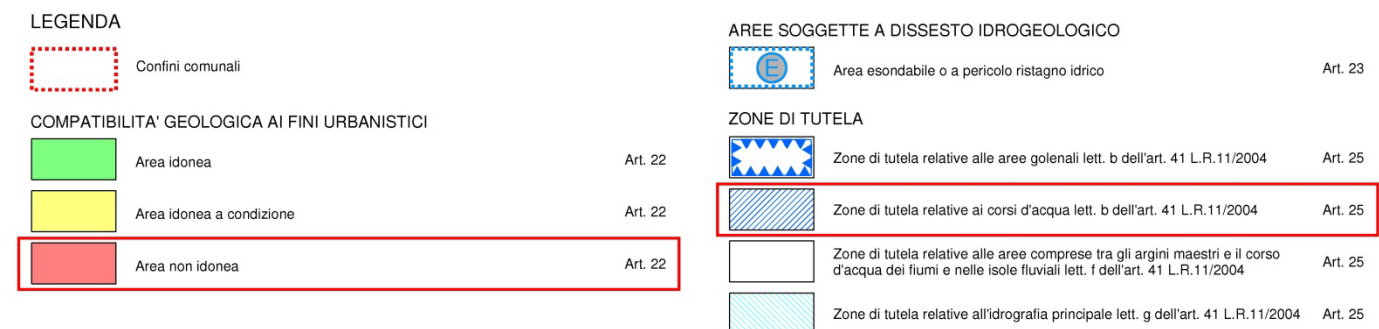 LEGENDA
Confini comunali
COMPATIBILITA' GEOLOGICA AI FINI URBANISTICI
Area idonea Art. 22
Area idonea a condizione Art. 22
Area non idonea Art. 22
AREE SOGGETTE A DISSESTO IDROGEOLOGICO
E Area esondabile o a pericolo ristagno idrico Art. 23
ZONE DI TUTELA
Zone di tutela relative alle aree golenali lett. b dell'art. 41 L.R.11/2004 Art. 25
Zone di tutela relative ai corsi d'acqua lett. b dell'art. 41 L.R.11/2004 Art. 25
Zone di tutela relative alle aree comprese tra gli argini maestri e il corso
d'acqua dei fiumi e nelle isole fluviali lett. f dell'art. 41 L.R.11/2004 Art. 25
Zone di tutela relative all'idrografia principale lett. g dell'art. 41 L.R.11/2004 Art. 25